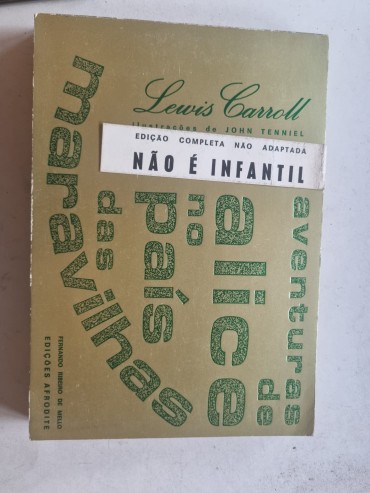 Lewis Carroll
ilustrações de JOHN TENNIEL
EDIÇÃO COMPLETA NÃO ADAPTADA
NÃO É INFANTIL
aventuras de
alice
no
país
das
maravilhas
FERNANDO RIBEIRO DE MELLO
EDIÇÕES AFRODITE